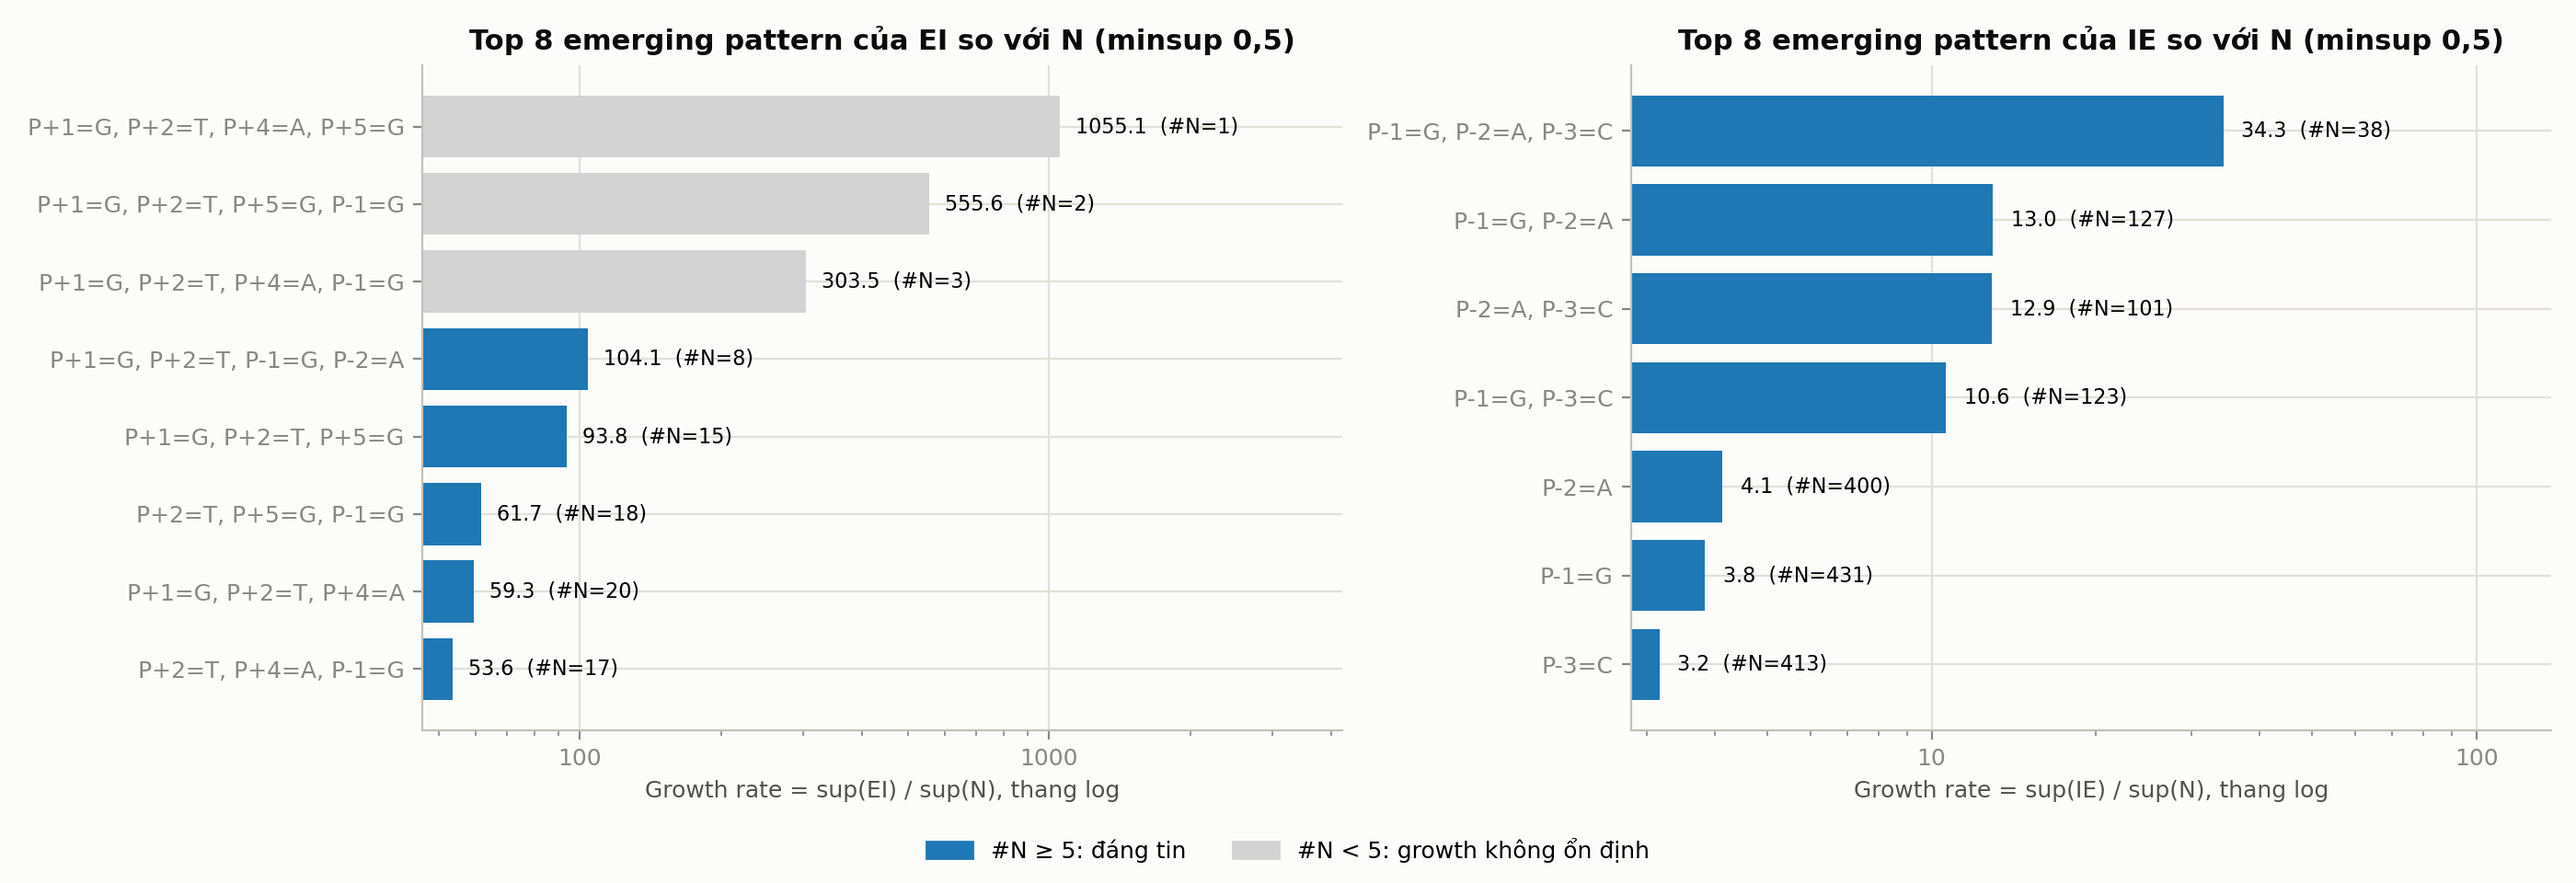 Top 8 emerging pattern của EI so với N (minsup 0,5)
P+1=G, P+2=T, P+4=A, P+5=G
1055.1 (#N=1)
P+1=G, P+2=T, P+5=G, P-1=G
555.6 (#N=2)
P+1=G, P+2=T, P+4=A, P-1=G
303.5 (#N=3)
P+1=G, P+2=T, P-1=G, P-2=A
104.1 (#N=8)
P+1=G, P+2=T, P+5=G
93.8 (#N=15)
P+2=T, P+5=G, P-1=G
61.7 (#N=18)
P+1=G, P+2=T, P+4=A
59.3 (#N=20)
P+2=T, P+4=A, P-1=G
53.6 (#N=17)
100
1000
Growth rate = sup(EI) / sup(N), thang log
Top 8 emerging pattern của IE so với N (minsup 0,5)
P-1=G, P-2=A, P-3=C
34.3 (#N=38)
P-1=G, P-2=A
13.0 (#N=127)
P-2=A, P-3=C
12.9 (#N=101)
P-1=G, P-3=C
10.6 (#N=123)
P-2=A
4.1 (#N=400)
P-1=G
3.8 (#N=431)
P-3=C
3.2 (#N=413)
10
100
Growth rate = sup(IE) / sup(N), thang log
#N ≥ 5: đáng tin
#N < 5: growth không ổn định